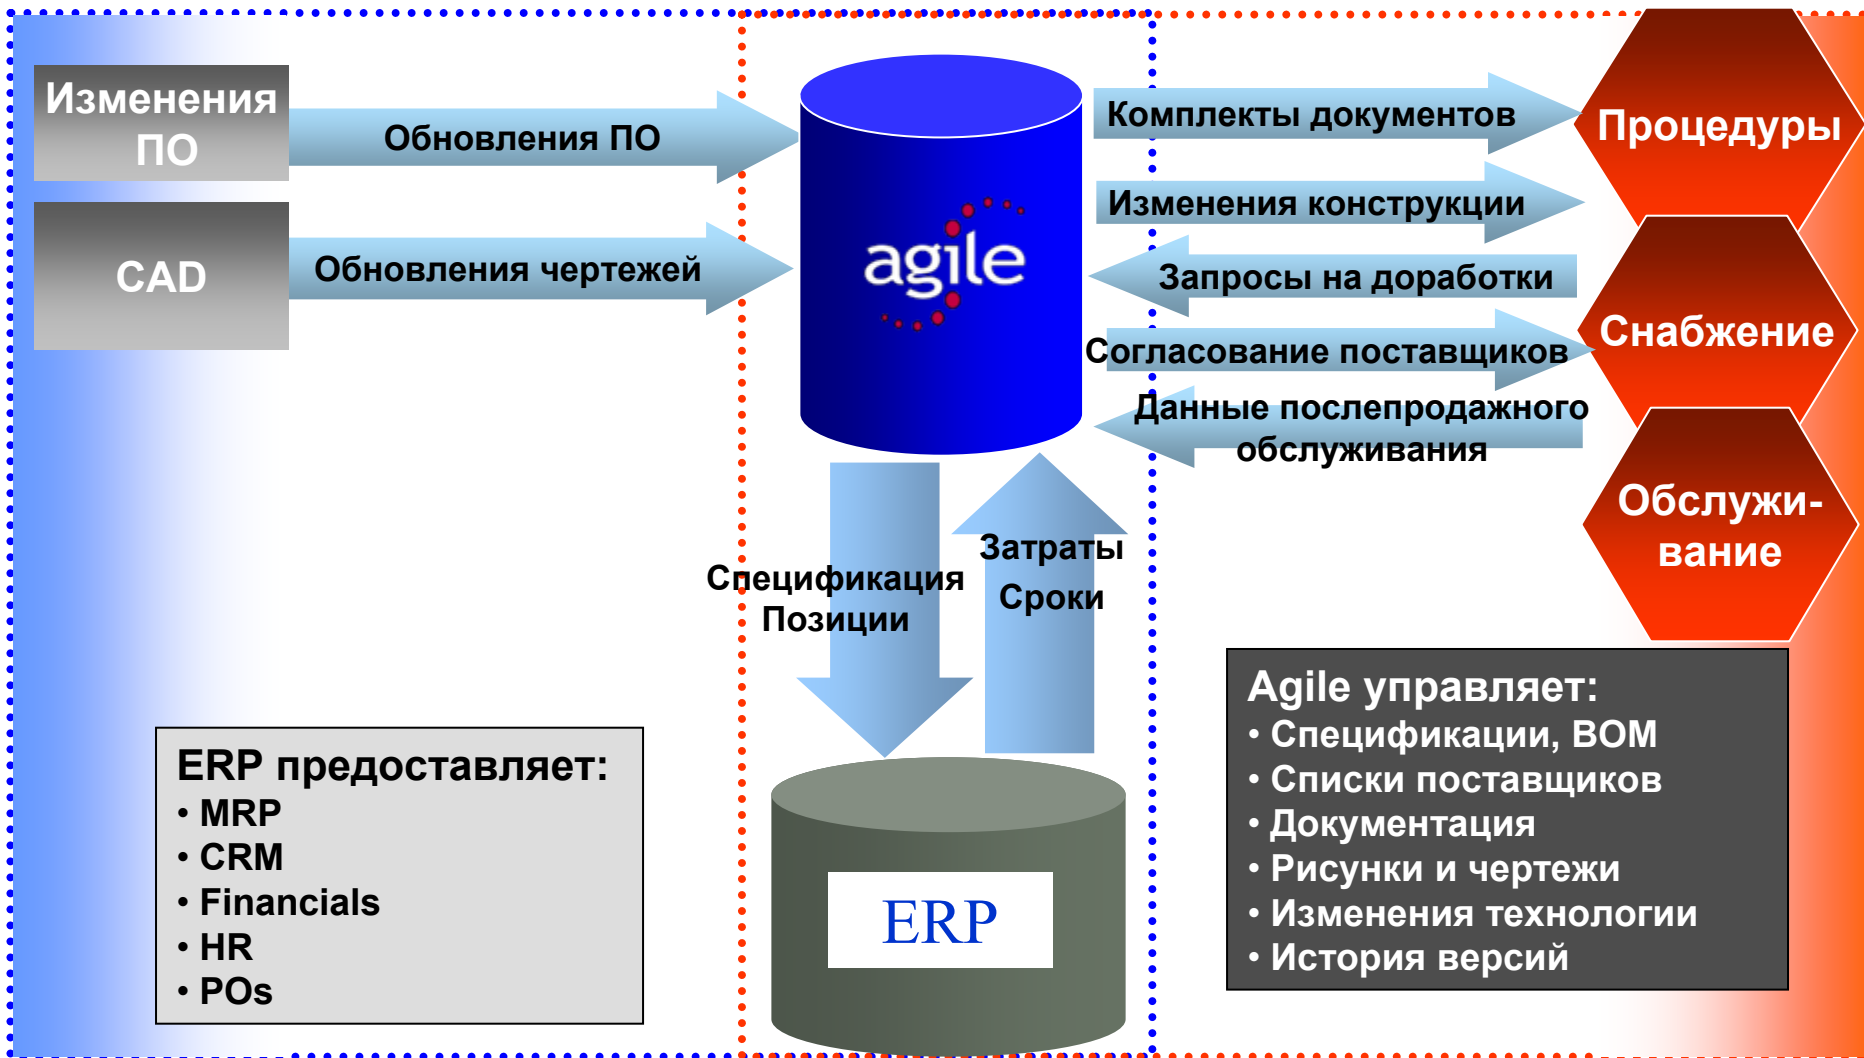 Изменения
ПО
Обновления ПО
CAD
Обновления чертежей
agile
Комплекты документов
Изменения конструкции
Запросы на доработки
Согласование поставщиков
Данные послепродажного
обслуживания
Процедуры
Снабжение
Обслужи-
вание
Спецификация
Позиции
Затраты
Сроки
ERP предоставляет:
• MRP
• CRM
• Financials
• HR
• POs
ERP
Agile управляет:
• Спецификации, BOM
• Списки поставщиков
• Документация
• Рисунки и чертежи
• Изменения технологии
• История версий